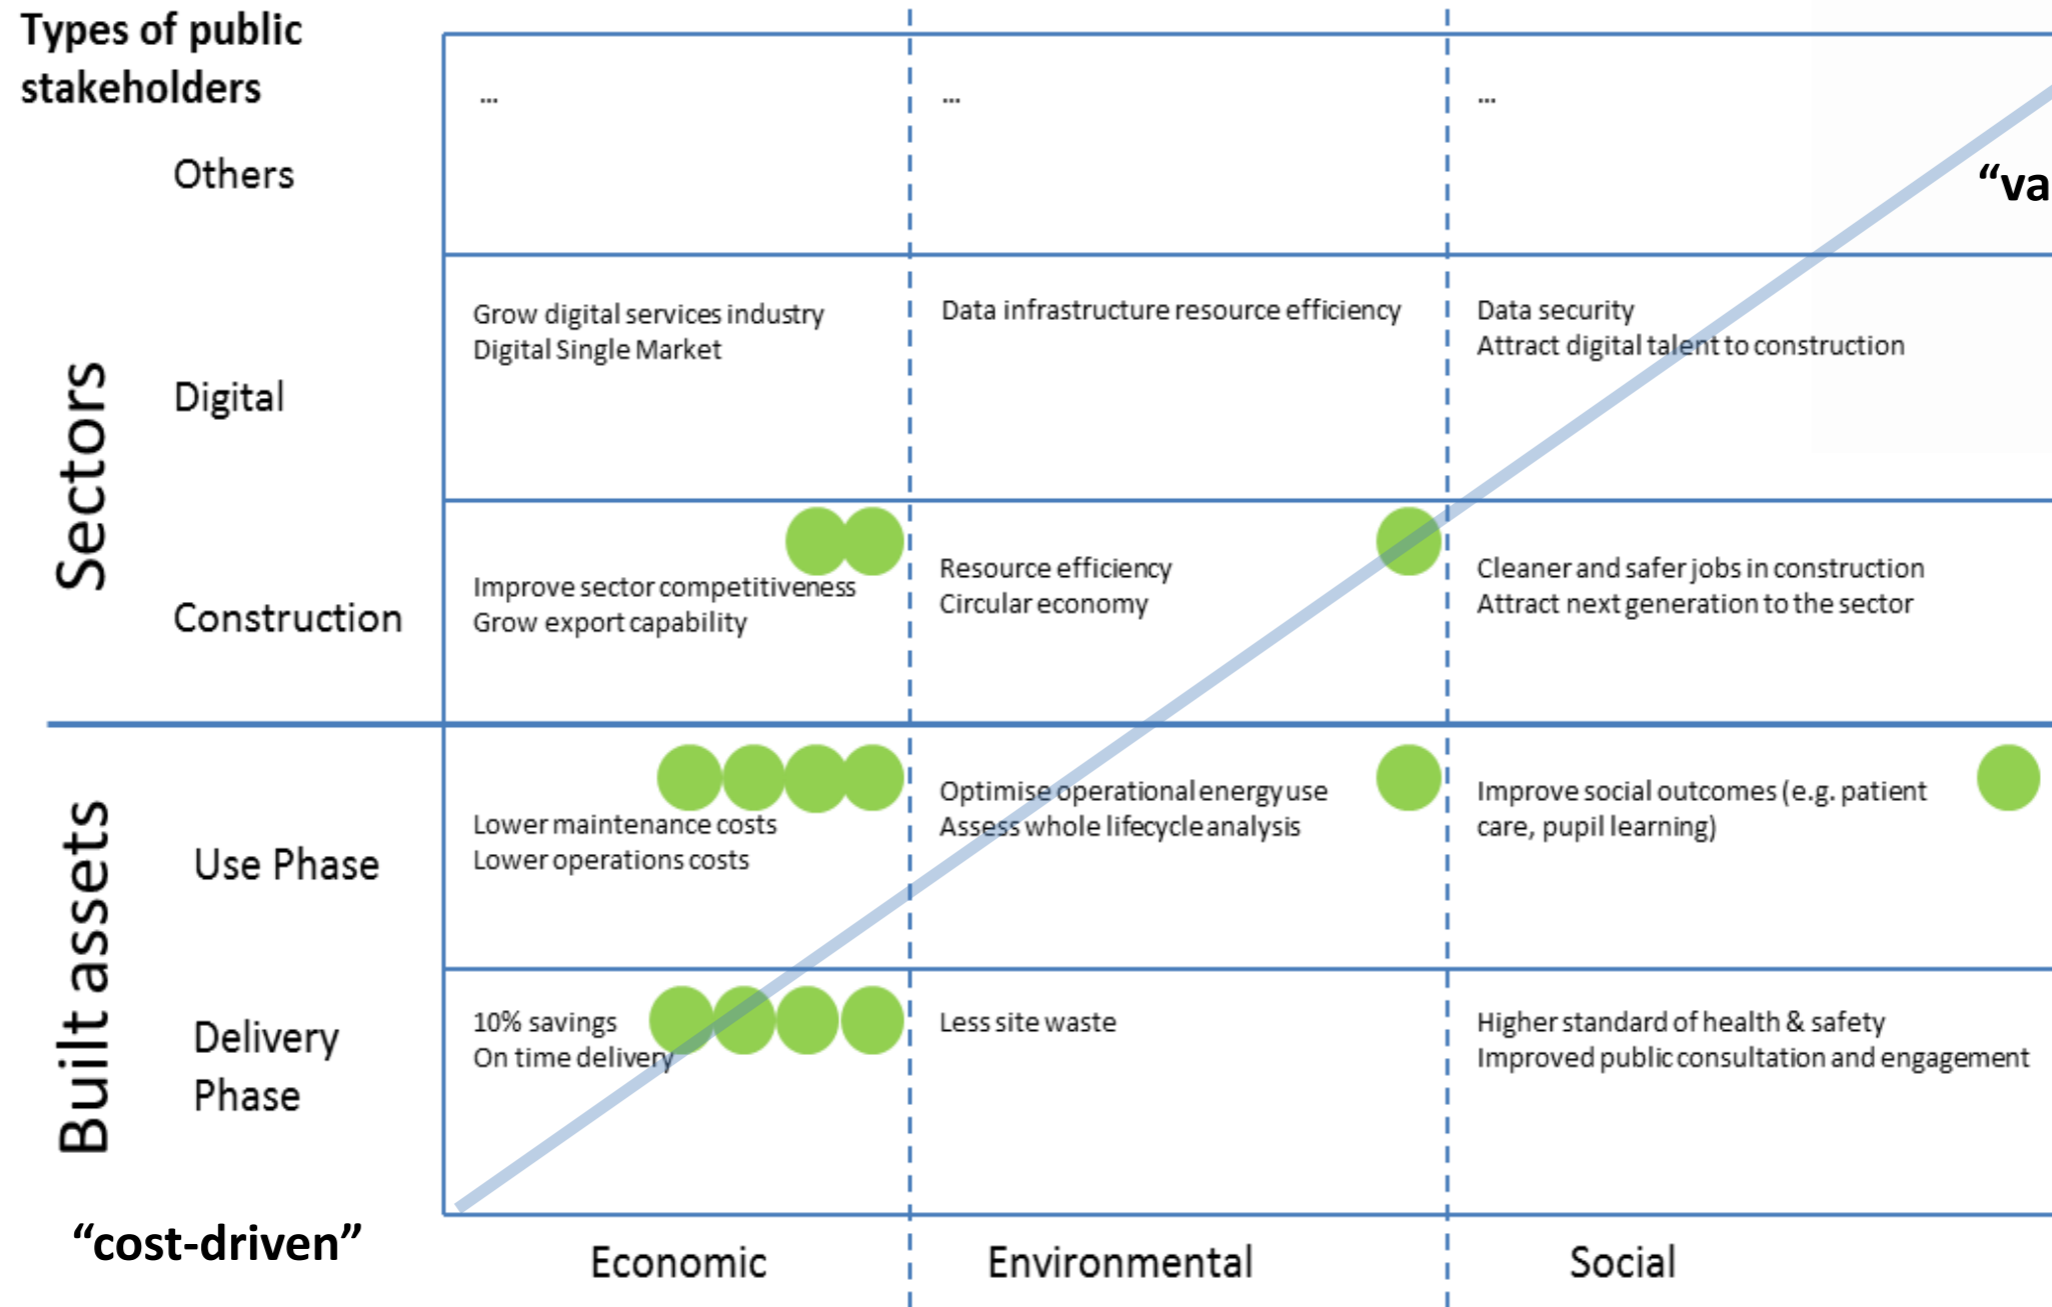 Types of public
stakeholders
...
...
...
Others
“va
Sectors
Digital
Grow digital services industry
Digital Single Market
Data infrastructure resource efficiency
Data security
Attract digital talent to construction
Construction
Improve sector competitiveness
Grow export capability
Resource efficiency
Circular economy
Cleaner and safer jobs in construction
Attract next generation to the sector
Built assets
Use Phase
Lower maintenance costs
Lower operations costs
Optimise operational energy use
Assess whole lifecycle analysis
Improve social outcomes (e.g. patient
care, pupil learning)
Delivery
Phase
10% savings
On time delivery
Less site waste
Higher standard of health & safety
Improved public consultation and engagement
“cost-driven”
Economic
Environmental
Social